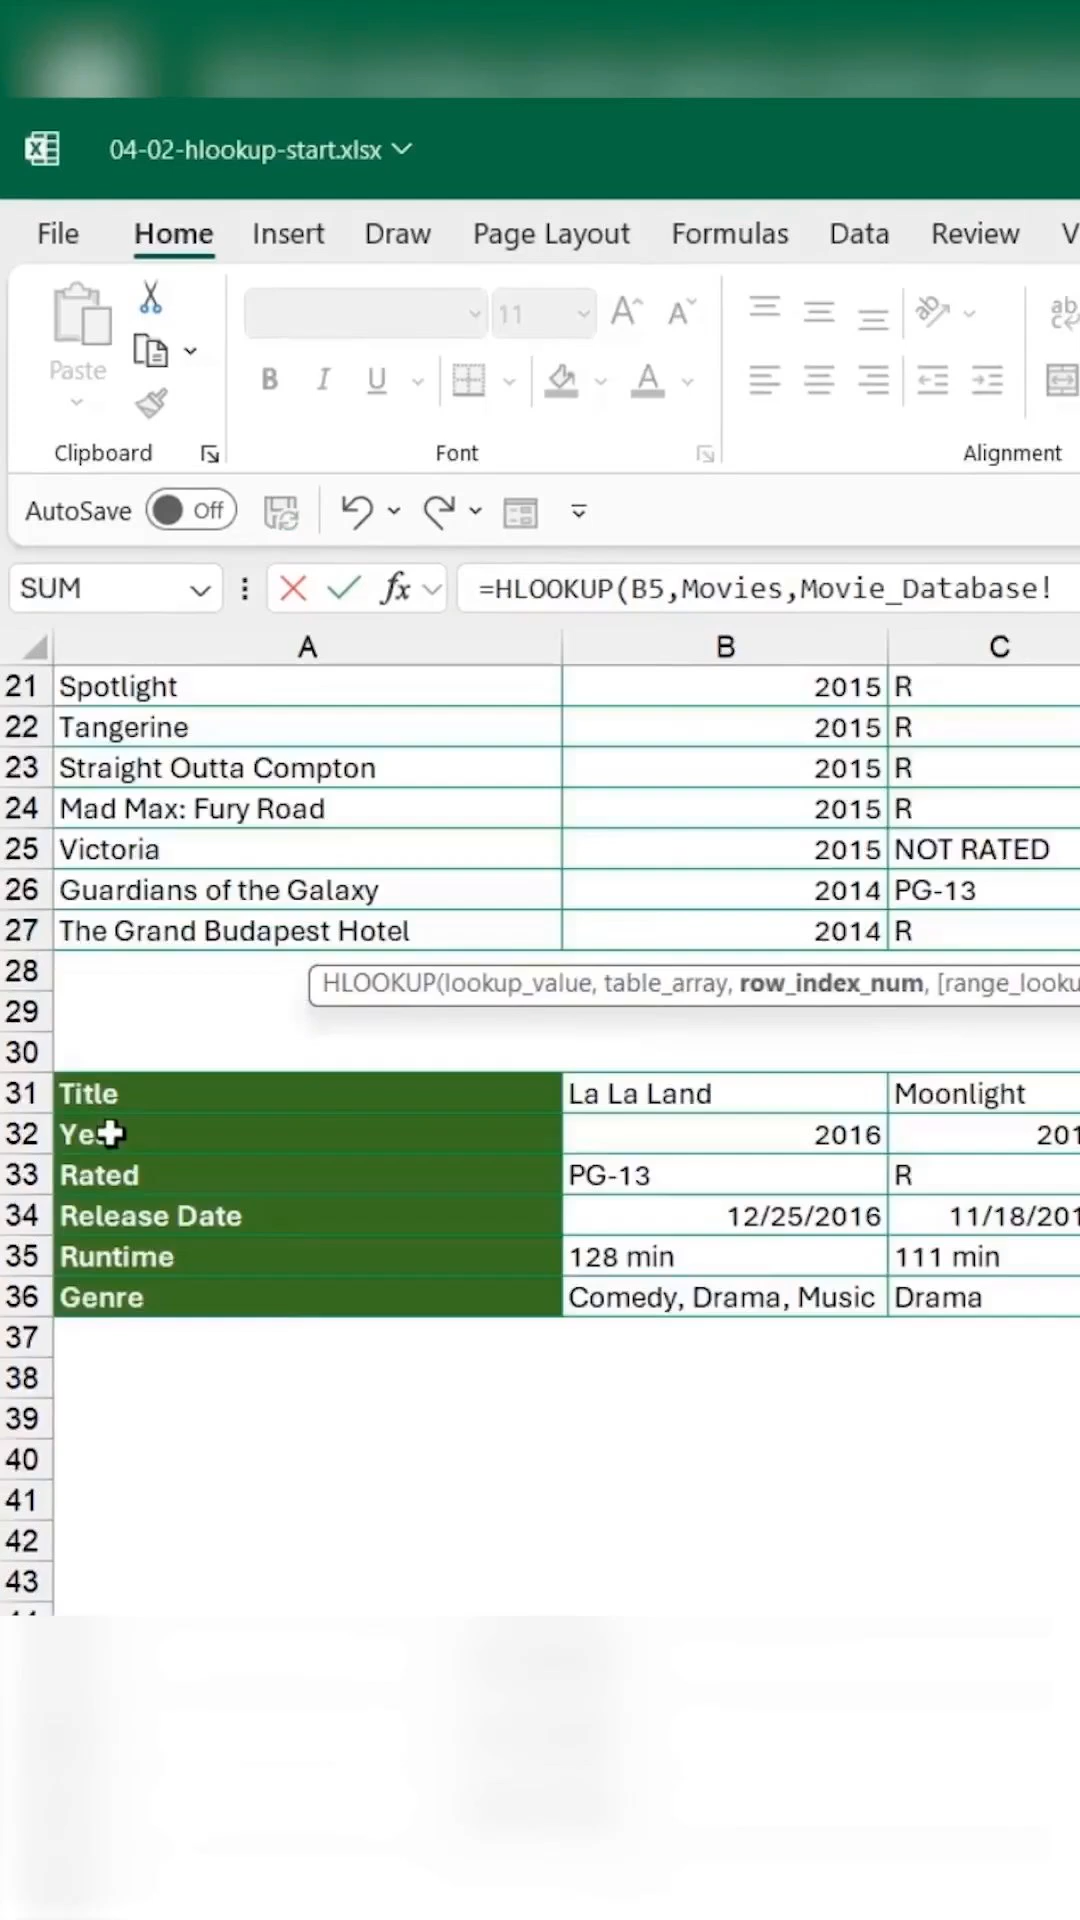 04-02-hlookup-start.xlsx
File Home Insert Draw Page Layout Formulas Data Review V
Paste
11
A A
B I U A
ab
Clipboard Font Alignment
AutoSave Off
SUM fx =HLOOKUP(B5,Movies,Movie_Database!
A B C
21 Spotlight 2015 R
22 Tangerine 2015 R
23 Straight Outta Compton 2015 R
24 Mad Max: Fury Road 2015 R
25 Victoria 2015 NOT RATED
26 Guardians of the Galaxy 2014 PG-13
27 The Grand Budapest Hotel 2014 R
28
HLOOKUP(lookup_value, table_array, row_index_num, [range_looku
29
30
31 Title La La Land Moonlight
32 Ye 2016 201
33 Rated PG-13 R
34 Release Date 12/25/2016 11/18/201
35 Runtime 128 min 111 min
36 Genre Comedy, Drama, Music Drama
37
38
39
40
41
42
43